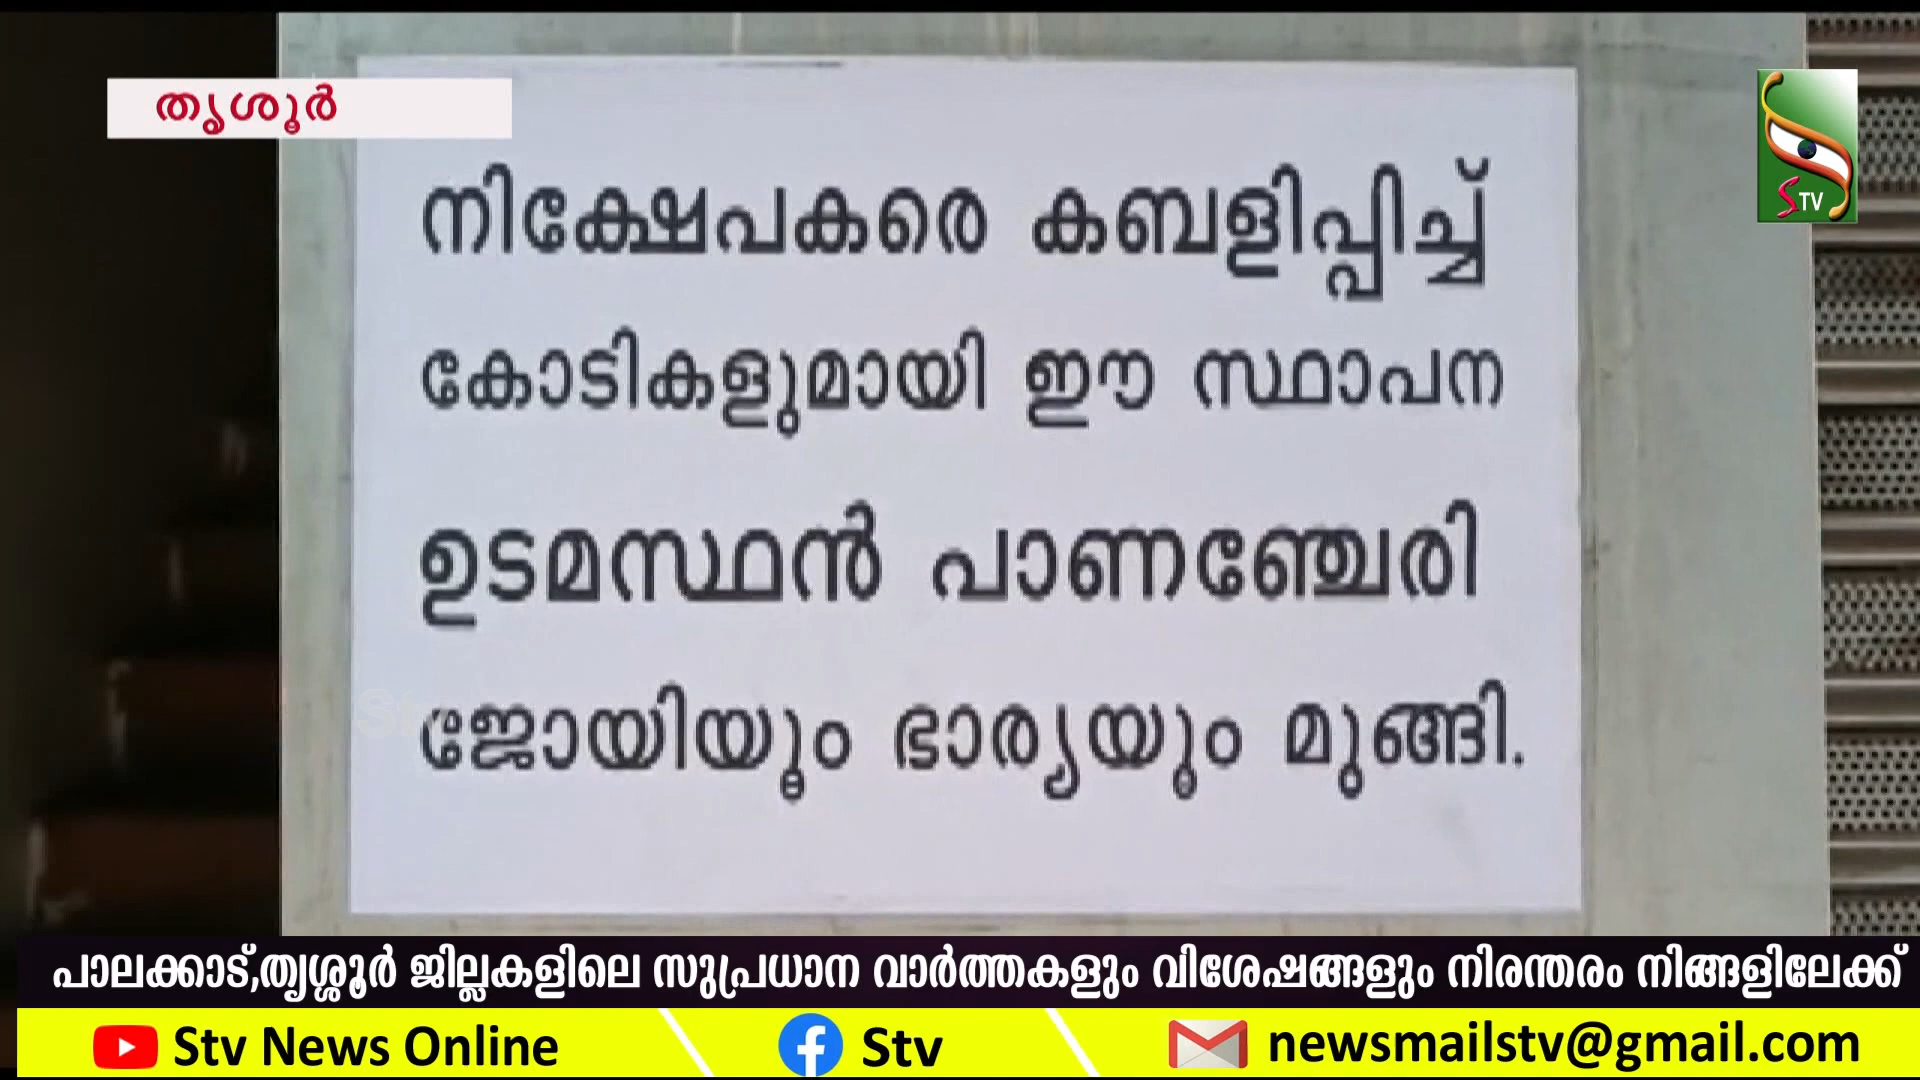 തൃശൂർ
STV
നിക്ഷേപകരെ കബളിപ്പിച്ച്
കോടികളുമായി ഈ സ്ഥാപന
ഉടമസ്ഥൻ പാണഞ്ചേരി
ജോയിയും ഭാര്യയും മുങ്ങി.
പാലക്കാട്,തൃശ്ശൂർ ജില്ലകളിലെ സുപ്രധാന വാർത്തകളും വിശേഷങ്ങളും നിരന്തരം നിങ്ങളിലേക്ക്
Stv News Online
Stv
newsmailstv@gmail.com